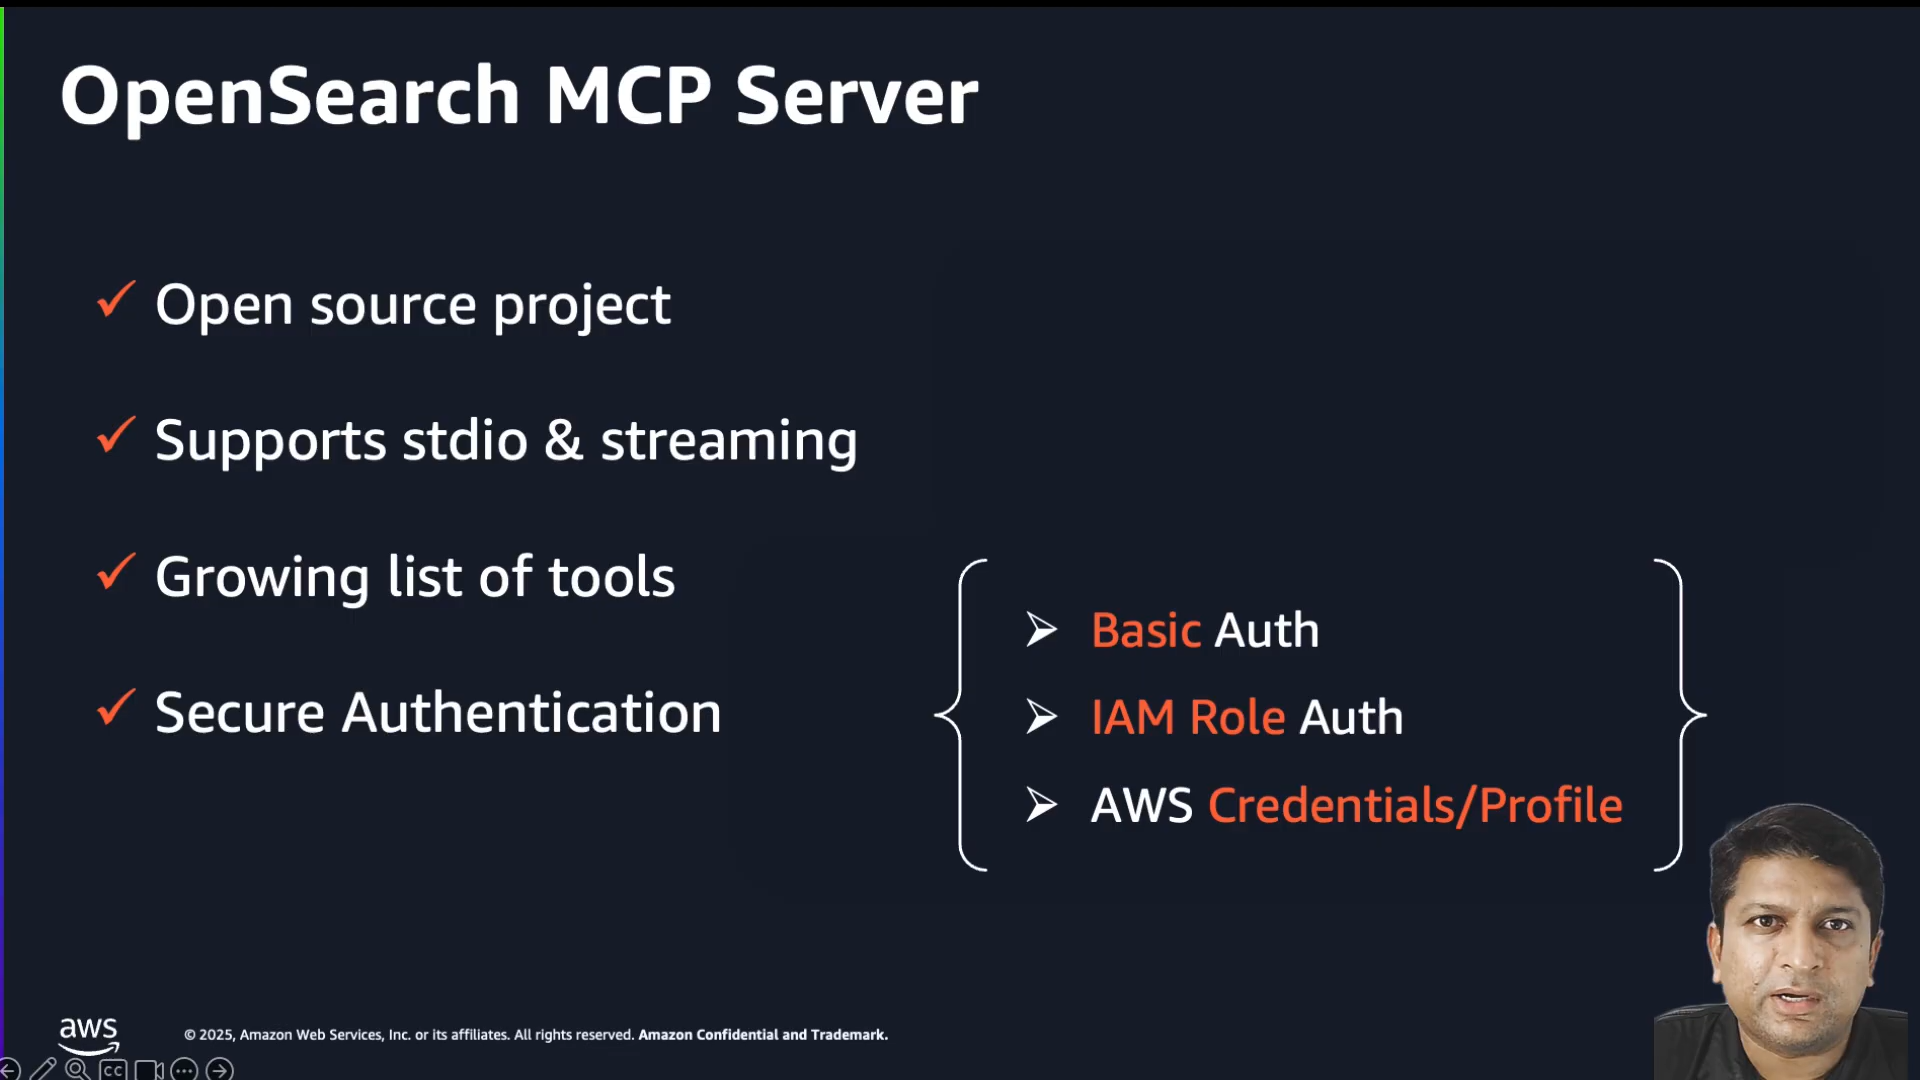 OpenSearch MCP Server
Open source project
Supports stdio & streaming
Growing list of tools
Secure Authentication
Basic Auth
IAM Role Auth
AWS Credentials/Profile
aws
© 2025, Amazon Web Services, Inc. or its affiliates. All rights reserved. Amazon Confidential and Trademark.
CC